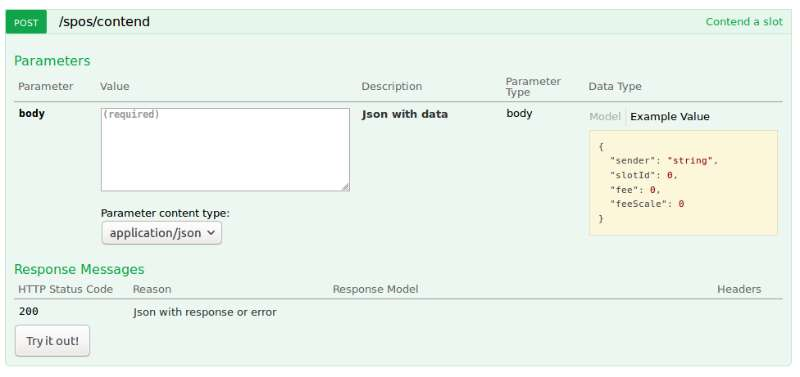 POST /spos/contend Contend a slot
Parameters
Parameter Value Description Parameter Type Data Type
body (required) Json with data body Model Example Value
{
"sender": "string",
"slotId": 0,
"fee": 0,
"feeScale": 0
}
Parameter content type:
application/json
Response Messages
HTTP Status Code Reason Response Model Headers
200 Json with response or error
Try it out!